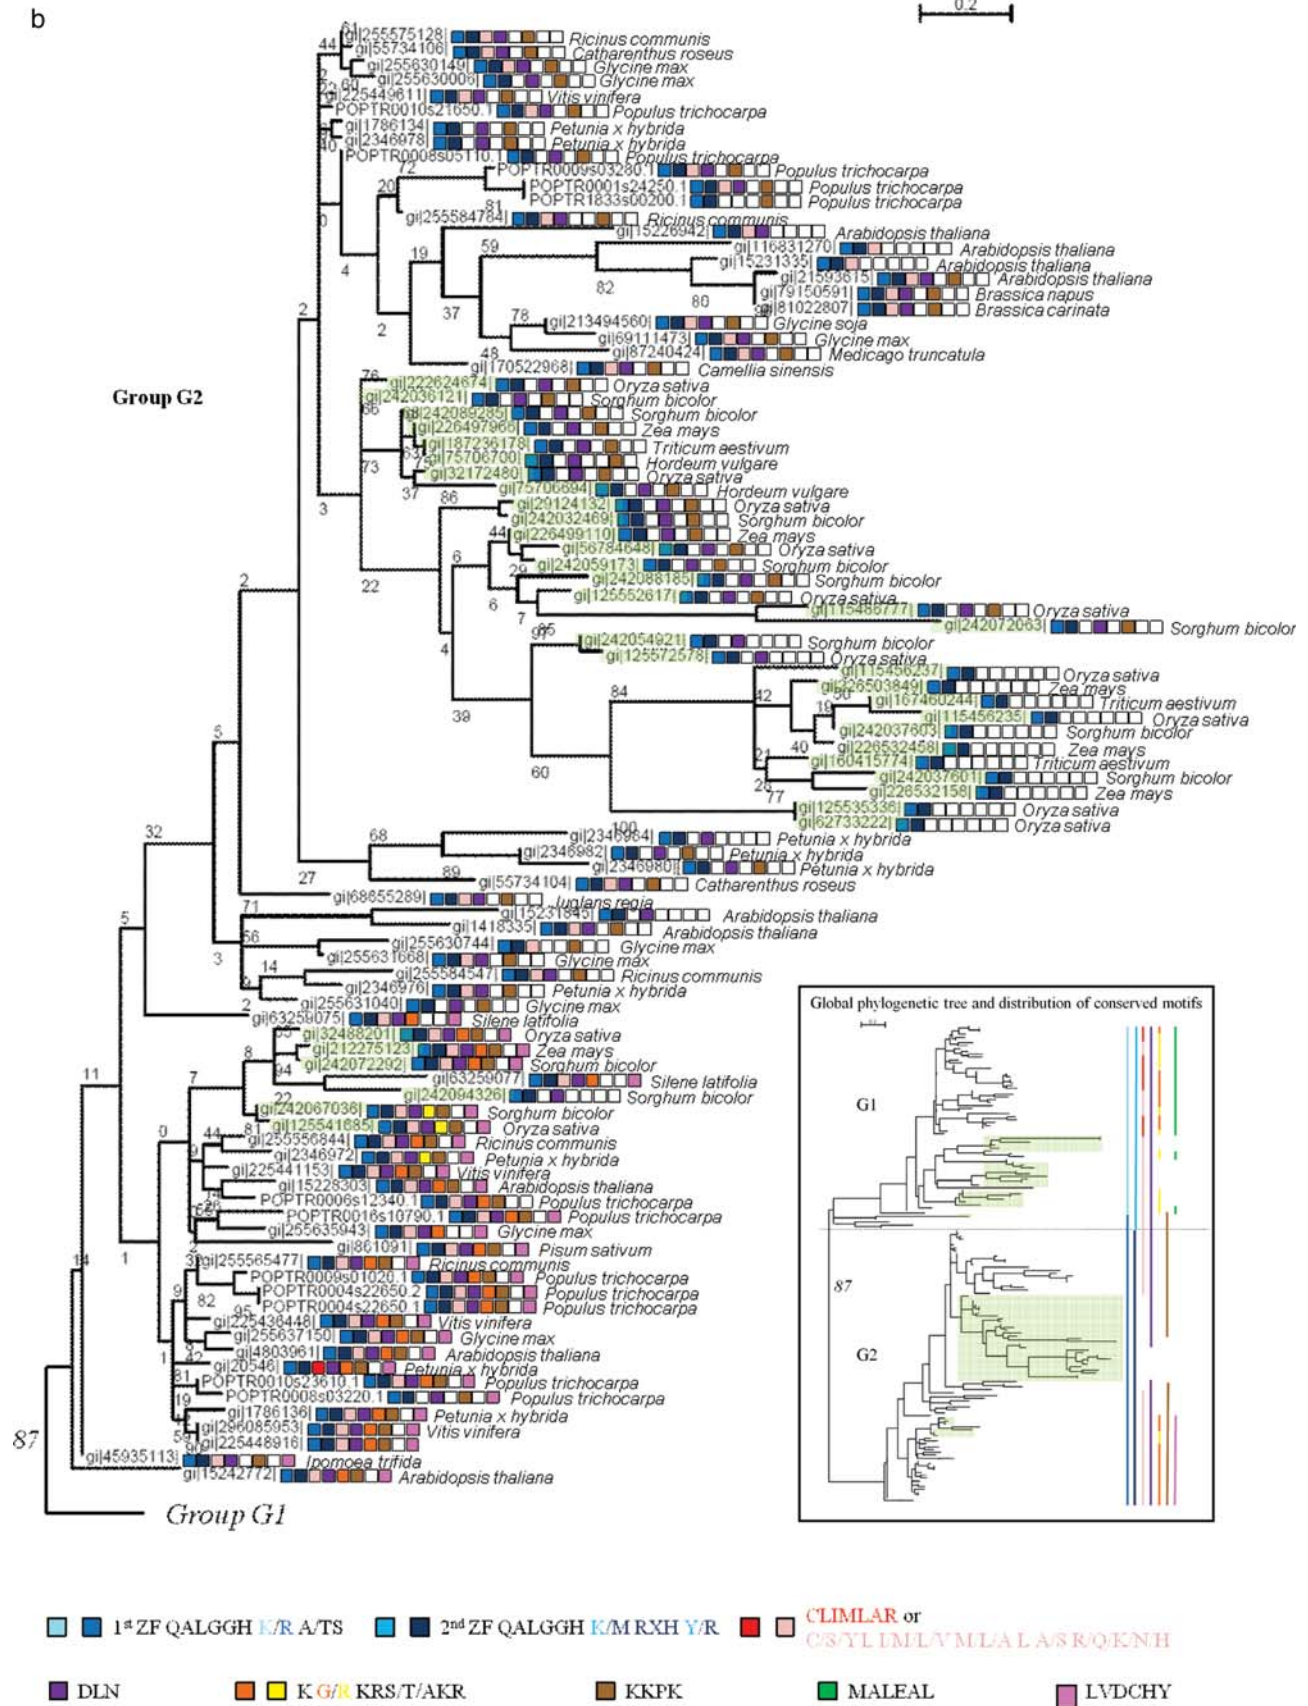 b
0.2
gi|255575128| Ricinus communis
gi|55734106| Catharenthus roseus
gi|255630149| Glycine max
gi|255630006| Glycine max
gi|225449611| Vitis vinifera
POPTR0010s21650.1 Populus trichocarpa
gi|1786134| Petunia x hybrida
gi|2346978| Petunia x hybrida
POPTR0008s05110.1 Populus trichocarpa
POPTR0009s03280.1 Populus trichocarpa
POPTR0001s24250.1 Populus trichocarpa
POPTR1833s00200.1 Populus trichocarpa
gi|255584784| Ricinus communis
gi|15226942| Arabidopsis thaliana
gi|116831270| Arabidopsis thaliana
gi|15231335| Arabidopsis thaliana
gi|21593615| Arabidopsis thaliana
gi|79150591| Brassica napus
gi|81022807| Brassica carinata
gi|213494560| Glycine soja
gi|69111473| Glycine max
gi|87240424| Medicago truncatula
gi|170522968| Camellia sinensis
Group G2
gi|222624674| Oryza sativa
gi|242036121| Sorghum bicolor
gi|242089285| Sorghum bicolor
gi|226497966| Zea mays
gi|187236178| Triticum aestivum
gi|75706700| Hordeum vulgare
gi|32172480| Oryza sativa
gi|75706694| Hordeum vulgare
gi|29124132| Oryza sativa
gi|242032469| Sorghum bicolor
gi|226499110| Zea mays
gi|56784648| Oryza sativa
gi|242059173| Sorghum bicolor
gi|242088185| Sorghum bicolor
gi|125552617| Oryza sativa
gi|115486777| Oryza sativa
gi|242072063| Sorghum bicolor
gi|242054921| Sorghum bicolor
gi|125572578| Oryza sativa
gi|115456237| Oryza sativa
gi|226503849| Zea mays
gi|167460244| Triticum aestivum
gi|115456235| Oryza sativa
gi|242037603| Sorghum bicolor
gi|226532458| Zea mays
gi|160415774| Triticum aestivum
gi|242037601| Sorghum bicolor
gi|226532158| Zea mays
gi|125535336| Oryza sativa
gi|62733222| Oryza sativa
gi|2346984| Petunia x hybrida
gi|2346982| Petunia x hybrida
gi|2346980| Petunia x hybrida
gi|55734104| Catharenthus roseus
gi|68655289| Juglans regia
gi|15231845| Arabidopsis thaliana
gi|1418335| Arabidopsis thaliana
gi|255630744| Glycine max
gi|255631668| Glycine max
gi|255584547| Ricinus communis
gi|2346976| Petunia x hybrida
gi|255631040| Glycine max
gi|63259075| Silene latifolia
gi|32488201| Oryza sativa
gi|212275123| Zea mays
gi|242072292| Sorghum bicolor
gi|63259077| Silene latifolia
gi|242094326| Sorghum bicolor
gi|242067036| Sorghum bicolor
gi|125541685| Oryza sativa
gi|255556844| Ricinus communis
gi|2346972| Petunia x hybrida
gi|225441153| Vitis vinifera
gi|15228303| Arabidopsis thaliana
POPTR0006s12340.1 Populus trichocarpa
POPTR0016s10790.1 Populus trichocarpa
gi|255635943| Glycine max
gi|861091| Pisum sativum
gi|255565477| Ricinus communis
POPTR0009s01020.1 Populus trichocarpa
POPTR0004s22650.2 Populus trichocarpa
POPTR0004s22650.1 Populus trichocarpa
gi|225436448| Vitis vinifera
gi|255637150| Glycine max
gi|4803961| Arabidopsis thaliana
gi|20546| Petunia x hybrida
POPTR0010s23610.1 Populus trichocarpa
POPTR0008s03220.1 Populus trichocarpa
gi|1786136| Petunia x hybrida
gi|296085953| Vitis vinifera
gi|225448916|
gi|45935113| Ipomoea trifida
gi|15242772| Arabidopsis thaliana
87
Group G1
Global phylogenetic tree and distribution of conserved motifs
G1
87
G2
1st ZF QALGGH K/R A/TS
2nd ZF QALGGH K/M RXH Y/R
CLIMLAR or
C/S/Y L I/M/L/V M/L/A L A/S R/Q/K/N/H
DLN
K G/R KRS/T/AKR
KKPK
MALEAL
LVDCHY